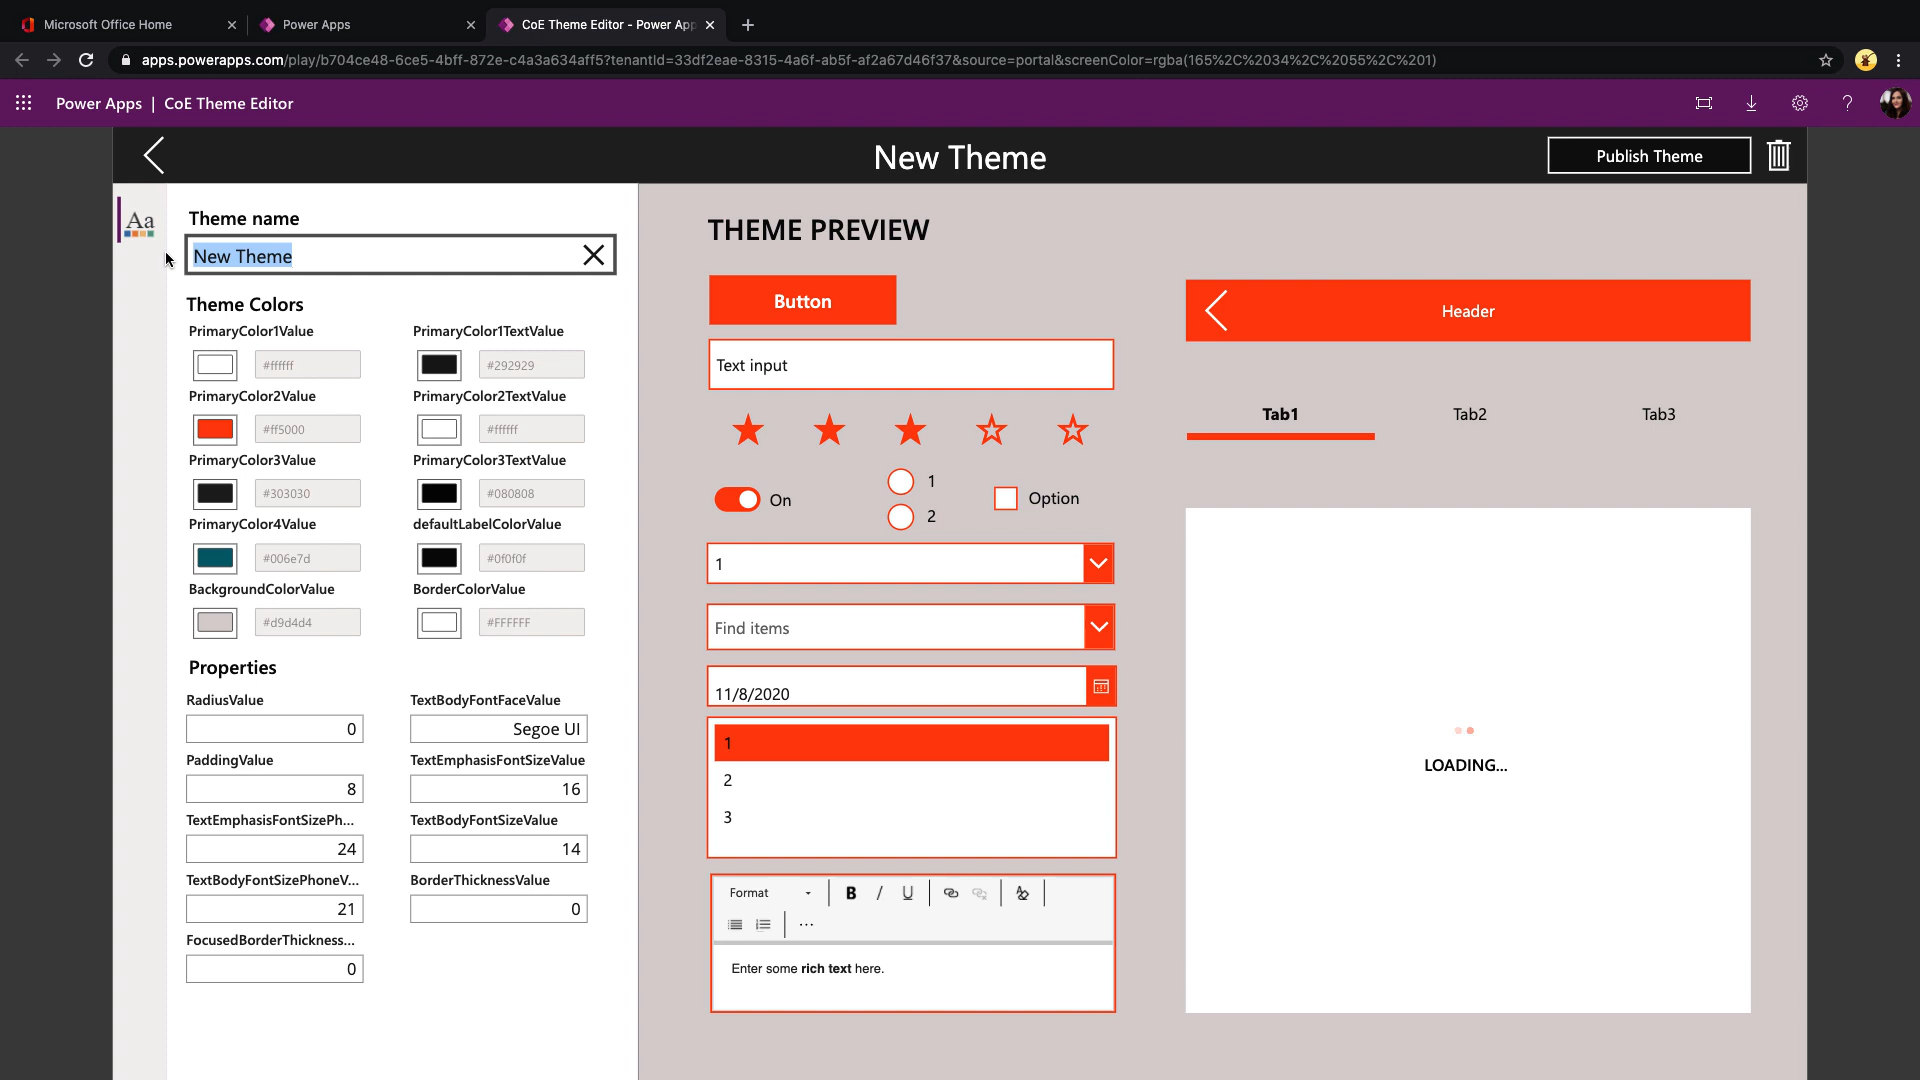 Microsoft Office Home
Power Apps
CoE Theme Editor - Power App
apps.powerapps.com/play/b704ce48-6ce5-4bff-872e-c4a3a634aff5?tenantId=33df2eae-8315-4a6f-ab5f-af2a67d46f37&source=portal&screenColor=rgba(165%2C%2034%2C%2055%2C%201)
Power Apps | CoE Theme Editor
New Theme
Publish Theme
Aa
Theme name
New Theme
Theme Colors
PrimaryColor1Value PrimaryColor1TextValue
#ffffff #292929
PrimaryColor2Value PrimaryColor2TextValue
#ff5000 #ffffff
PrimaryColor3Value PrimaryColor3TextValue
#303030 #080808
PrimaryColor4Value defaultLabelColorValue
#006e7d #0f0f0f
BackgroundColorValue BorderColorValue
#d9d4d4 #FFFFFF
Properties
RadiusValue TextBodyFontFaceValue
0 Segoe UI
PaddingValue TextEmphasisFontSizeValue
8 16
TextEmphasisFontSizePh... TextBodyFontSizeValue
24 14
TextBodyFontSizePhoneV... BorderThicknessValue
21 0
FocusedBorderThickness...
0
THEME PREVIEW
Button
Text input
On
1
2
Option
1
Find items
11/8/2020
1
2
3
Format B I U
...
Enter some rich text here.
Header
Tab1 Tab2 Tab3
LOADING...